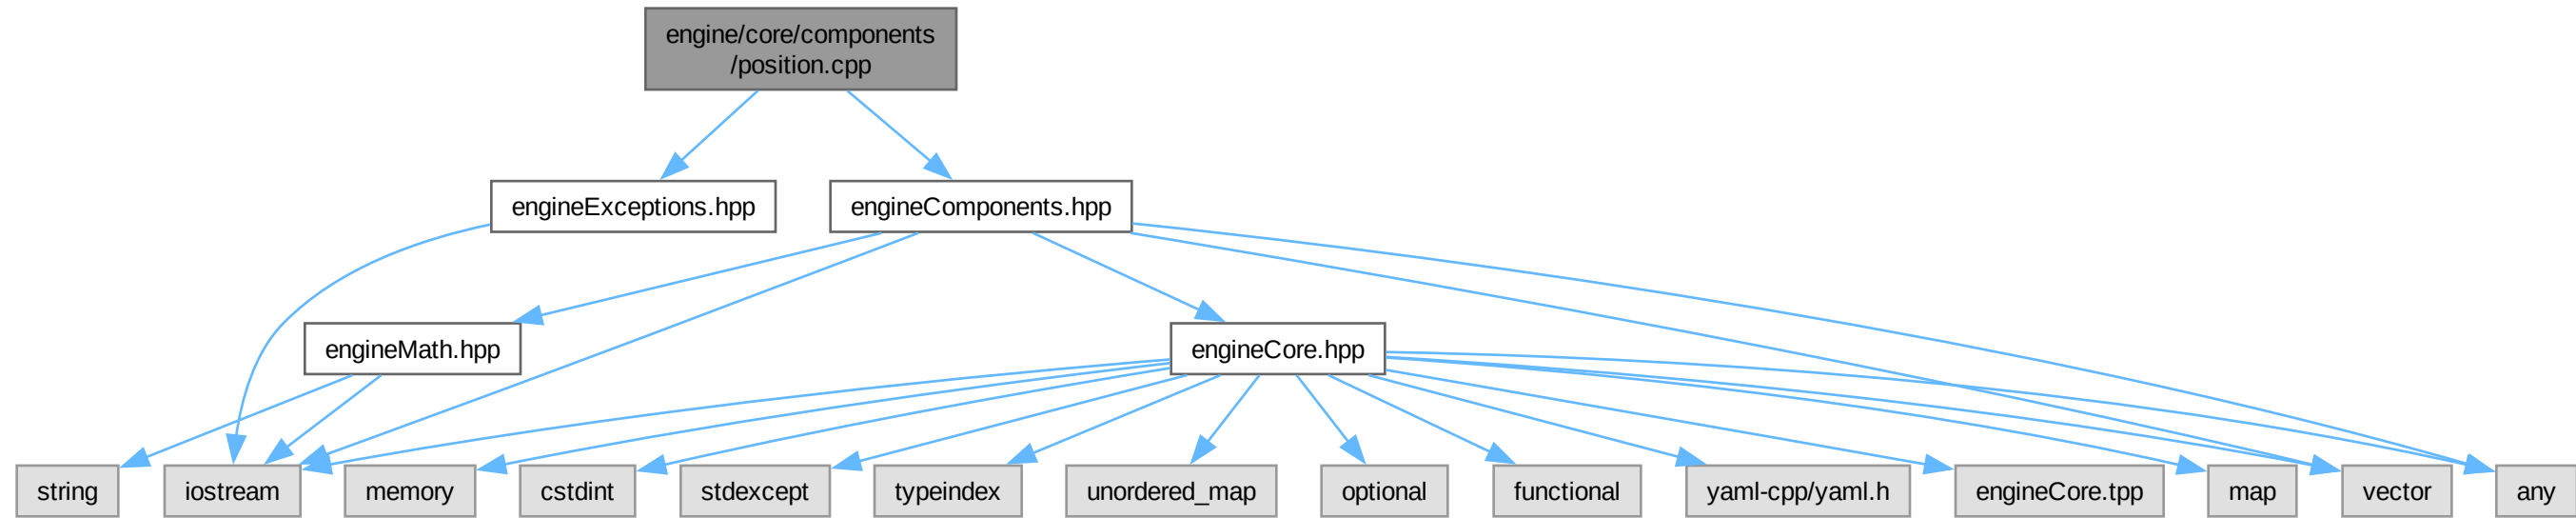 engine/core/components
/position.cpp
engineExceptions.hpp
engineComponents.hpp
engineMath.hpp
engineCore.hpp
string
iostream
memory
cstdint
stdexcept
typeindex
unordered_map
optional
functional
yaml-cpp/yaml.h
engineCore.tpp
map
vector
any